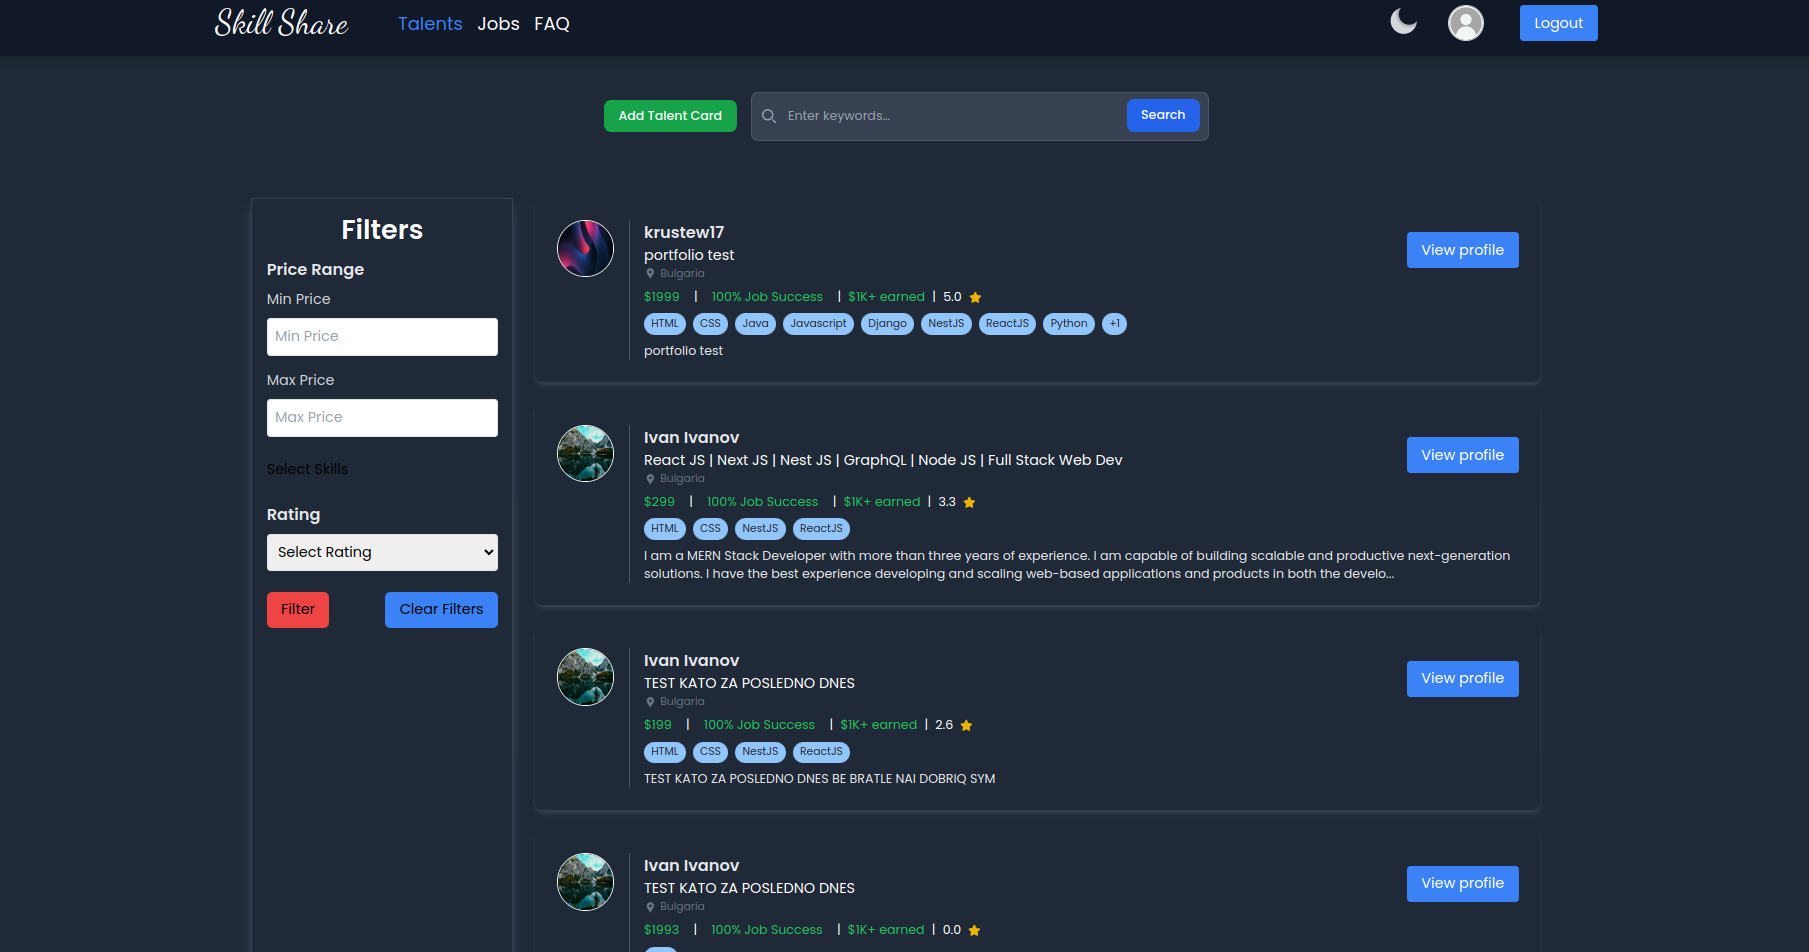 Skill Share
Talents Jobs FAQ
Logout
Add Talent Card
Enter keywords...
Search
Filters
Price Range
Min Price
Min Price
Max Price
Max Price
Select Skills
Rating
Select Rating
Filter
Clear Filters
krustew17
portfolio test
Bulgaria
$1999 | 100% Job Success | $1K+ earned | 5.0
HTML CSS Java Javascript Django NestJS ReactJS Python +1
portfolio test
View profile
Ivan Ivanov
React JS | Next JS | Nest JS | GraphQL | Node JS | Full Stack Web Dev
Bulgaria
$299 | 100% Job Success | $1K+ earned | 3.3
HTML CSS NestJS ReactJS
I am a MERN Stack Developer with more than three years of experience. I am capable of building scalable and productive next-generation
solutions. I have the best experience developing and scaling web-based applications and products in both the develo...
View profile
Ivan Ivanov
TEST KATO ZA POSLEDNO DNES
Bulgaria
$199 | 100% Job Success | $1K+ earned | 2.6
HTML CSS NestJS ReactJS
TEST KATO ZA POSLEDNO DNES BE BRATLE NAI DOBRIQ SYM
View profile
Ivan Ivanov
TEST KATO ZA POSLEDNO DNES
Bulgaria
$1993 | 100% Job Success | $1K+ earned | 0.0
View profile